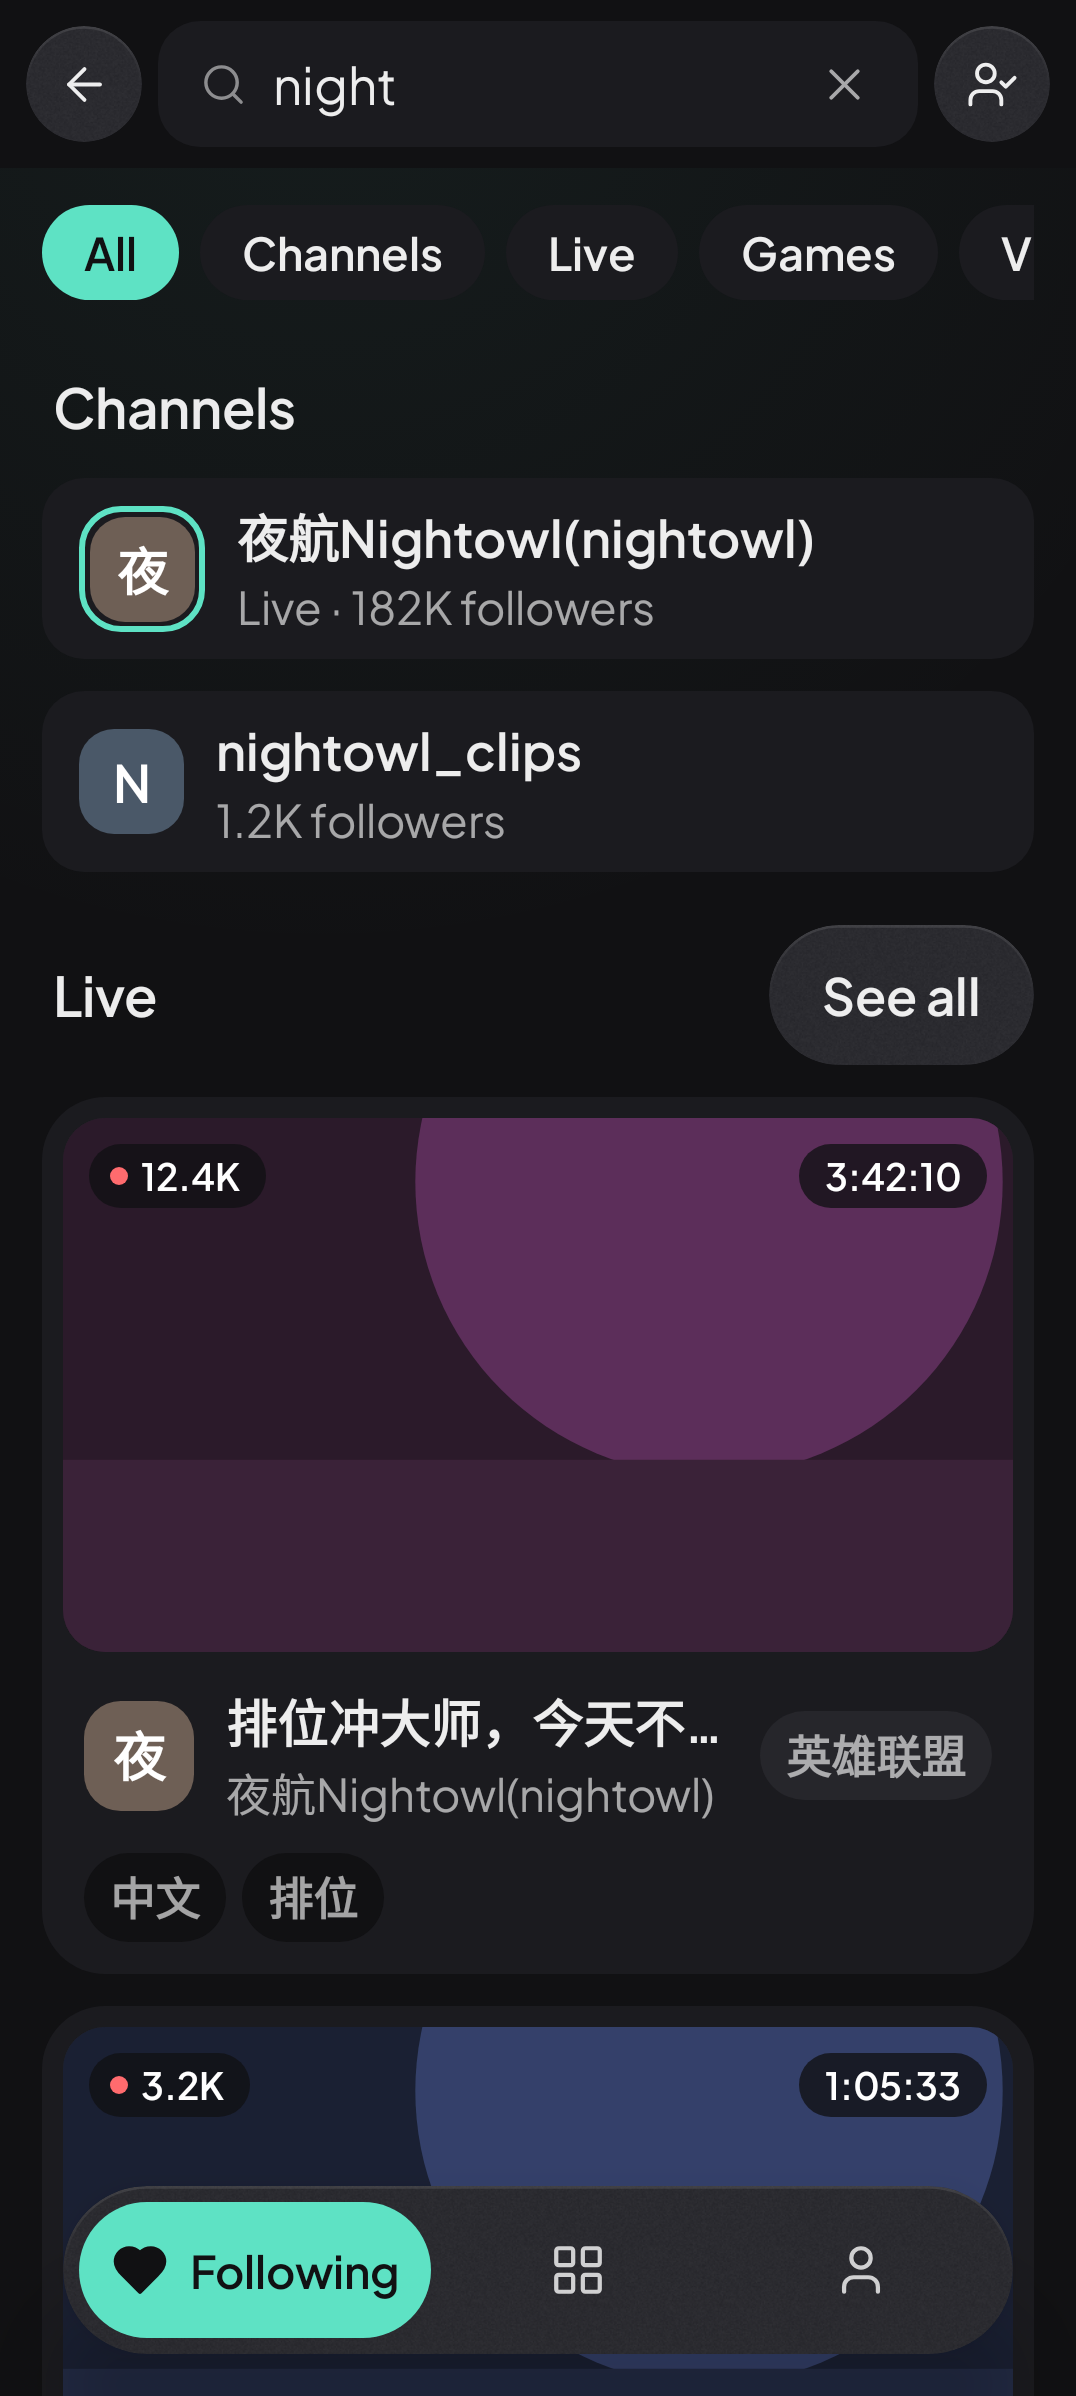 night
All
Channels
Live
Games
V
Channels
夜
夜航Nightowl(nightowl)
Live · 182K followers
N
nightowl_clips
1.2K followers
Live
See all
12.4K
3:42:10
夜
排位冲大师，今天不...
夜航Nightowl(nightowl)
英雄联盟
中文
排位
3.2K
1:05:33
Following